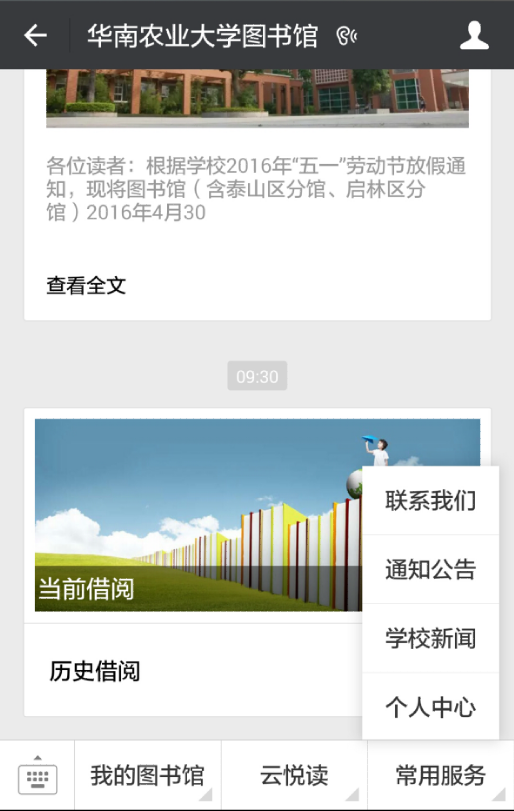 华南农业大学图书馆
各位读者：根据学校2016年“五一”劳动节放假通
知，现将图书馆（含泰山区分馆、启林区分
馆）2016年4月30
查看全文
09:30
当前借阅
历史借阅
联系我们
通知公告
学校新闻
个人中心
我的图书馆
云悦读
常用服务